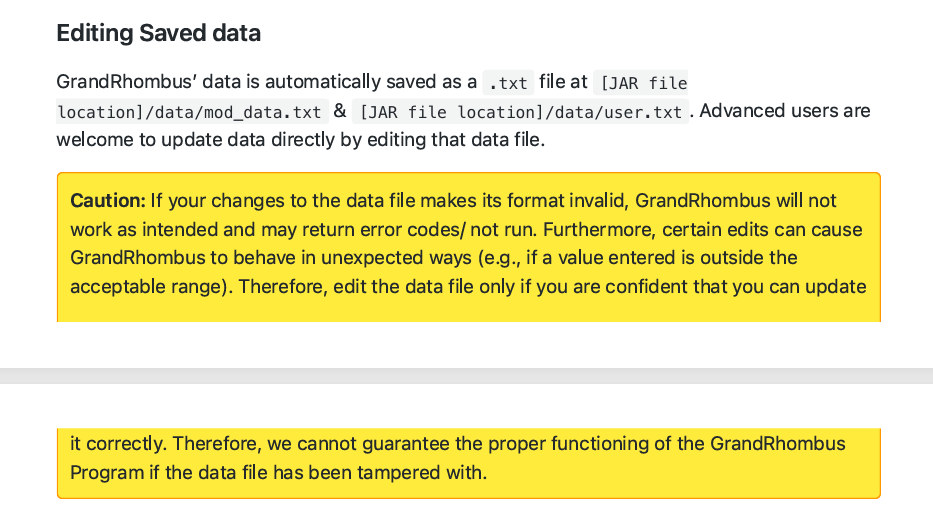 Editing Saved data
GrandRhombus’ data is automatically saved as a .txt file at [JAR file
location]/data/mod_data.txt & [JAR file location]/data/user.txt. Advanced users are
welcome to update data directly by editing that data file.
Caution: If your changes to the data file makes its format invalid, GrandRhombus will not
work as intended and may return error codes/ not run. Furthermore, certain edits can cause
GrandRhombus to behave in unexpected ways (e.g., if a value entered is outside the
acceptable range). Therefore, edit the data file only if you are confident that you can update
it correctly. Therefore, we cannot guarantee the proper functioning of the GrandRhombus
Program if the data file has been tampered with.